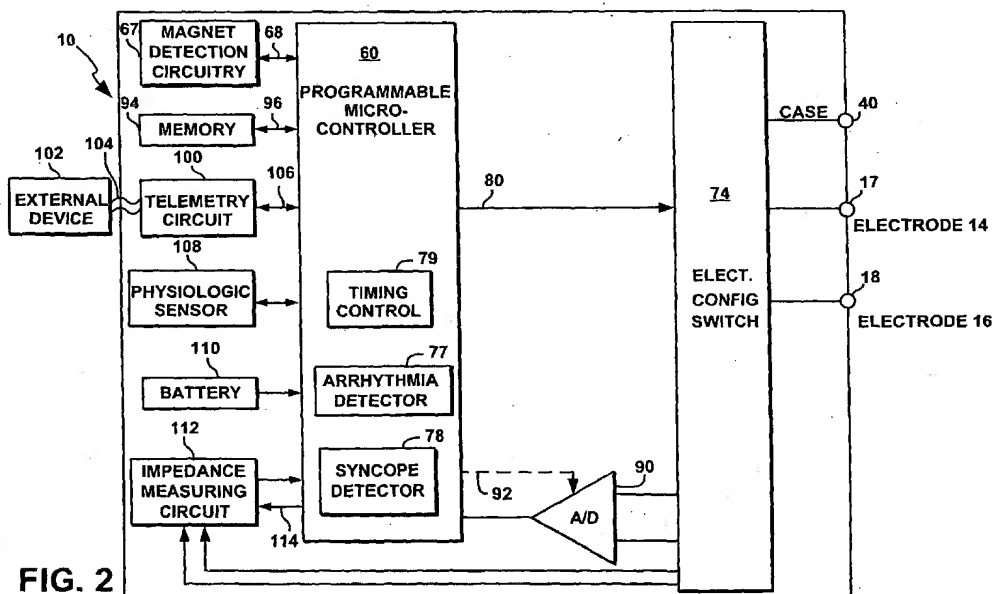 10
67
MAGNET
DETECTION
CIRCUITRY
68
60
PROGRAMMABLE
MICRO-
CONTROLLER
94
MEMORY
96
102
104
100
EXTERNAL
DEVICE
TELEMETRY
CIRCUIT
106
108
PHYSIOLOGIC
SENSOR
79
TIMING
CONTROL
110
BATTERY
77
ARRHYTHMIA
DETECTOR
112
IMPEDANCE
MEASURING
CIRCUIT
114
78
SYNCOPE
DETECTOR
80
92
90
A/D
74
ELECT.
CONFIG
SWITCH
CASE
40
17
ELECTRODE 14
18
ELECTRODE 16
FIG. 2